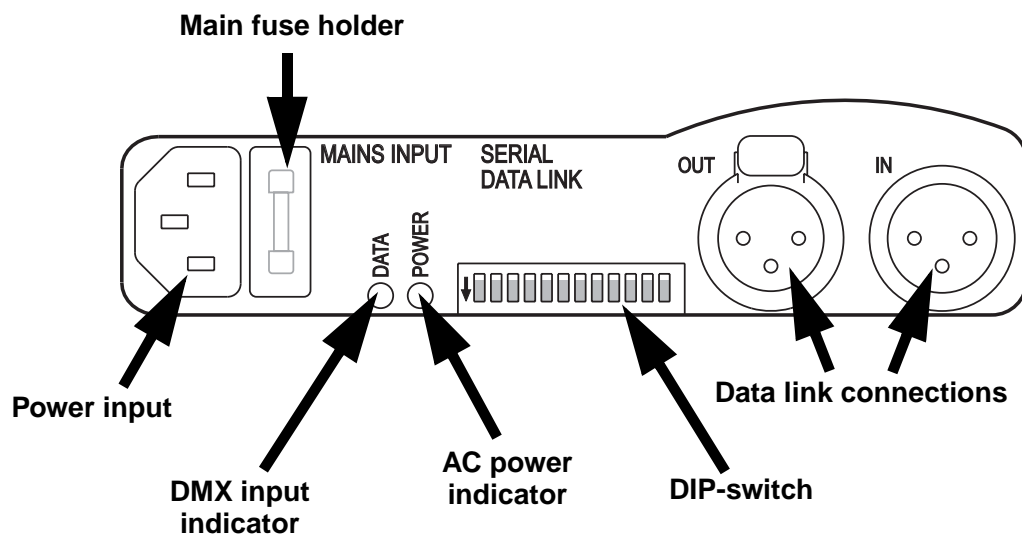 Main fuse holder
MAINS INPUT
SERIAL
DATA LINK
OUT
IN
DATA
POWER
Power input
Data link connections
DMX input
indicator
AC power
indicator
DIP-switch